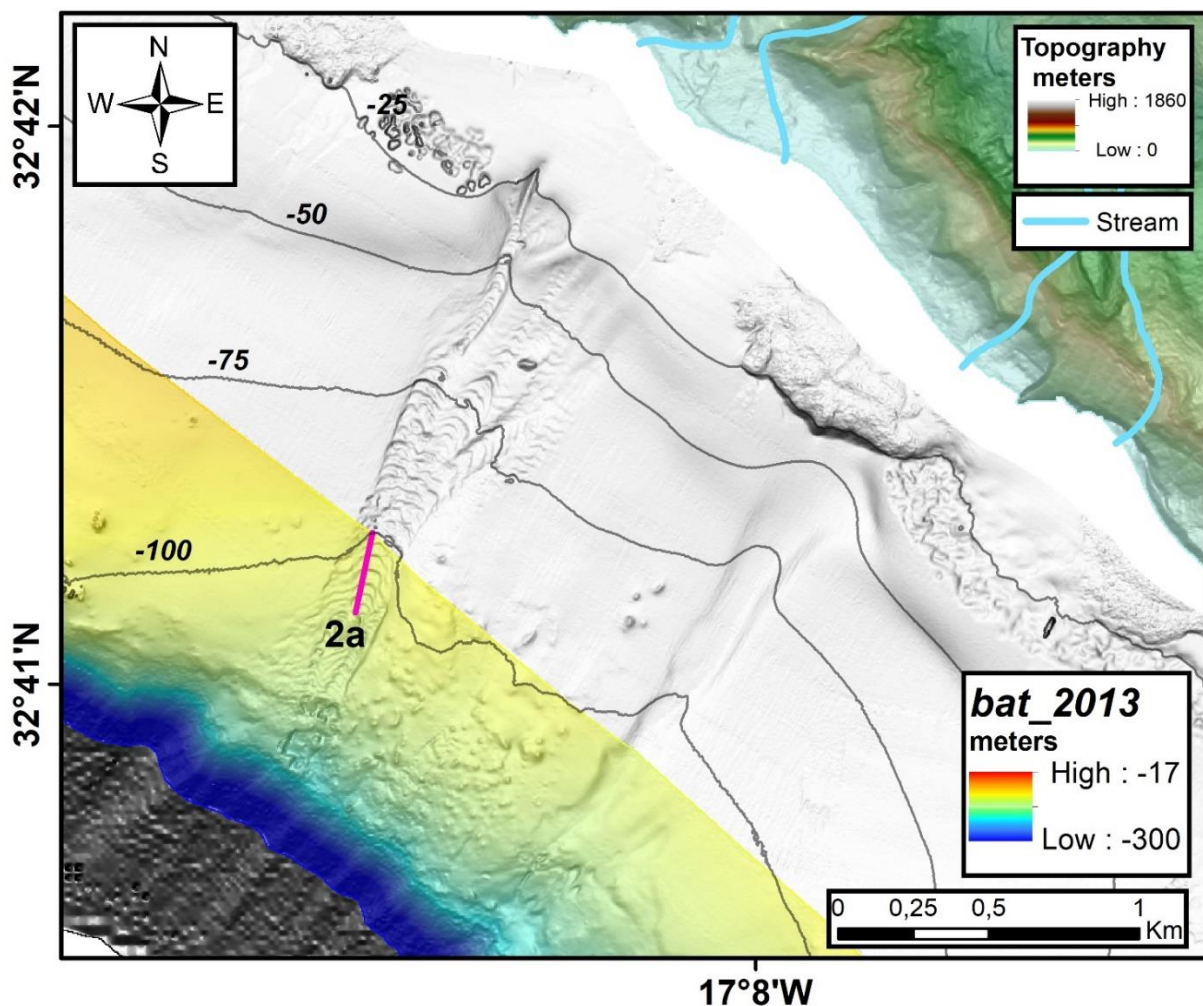 N
W E
S
Topography
meters
High : 1860
Low : 0
Stream
32°42'N
-25
-50
-75
-100
2a
32°41'N
bat_2013
meters
High : -17
Low : -300
0 0,25 0,5 1
Km
17°8'W